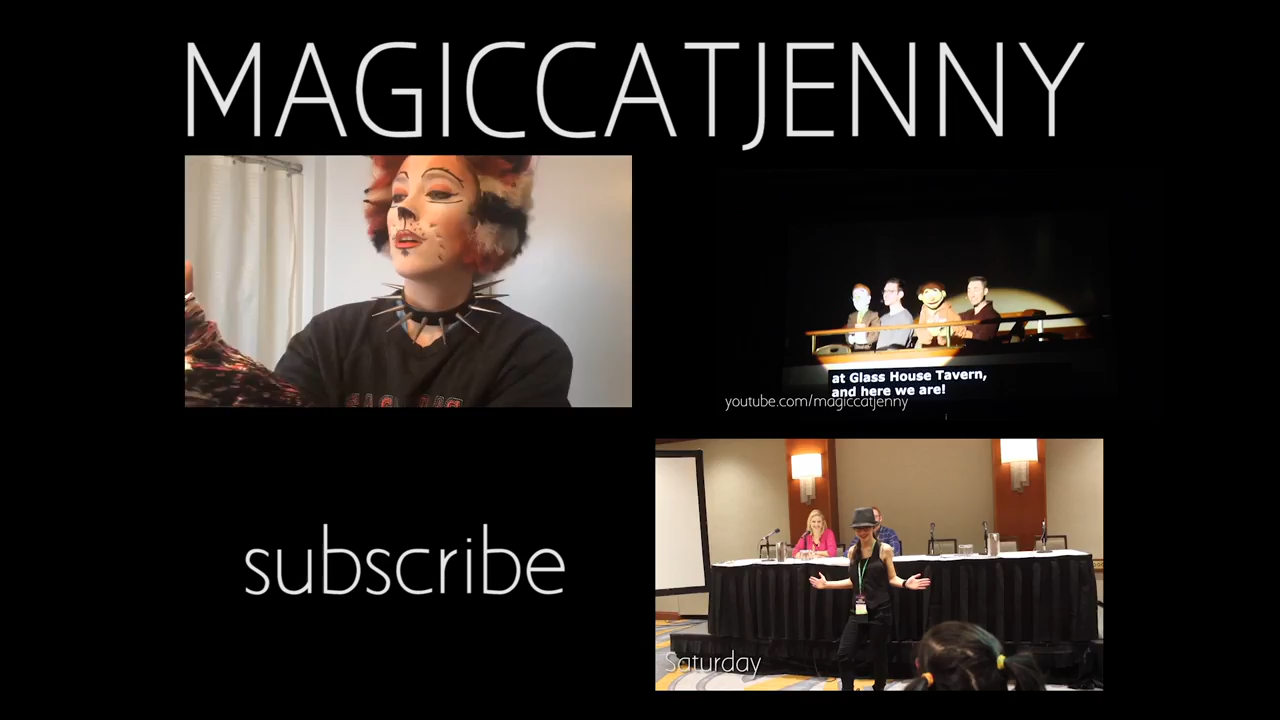 MAGICCATJENNY
at Glass House Tavern,
and here we are!
youtube.com/magiccatjenny
subscribe
Saturday